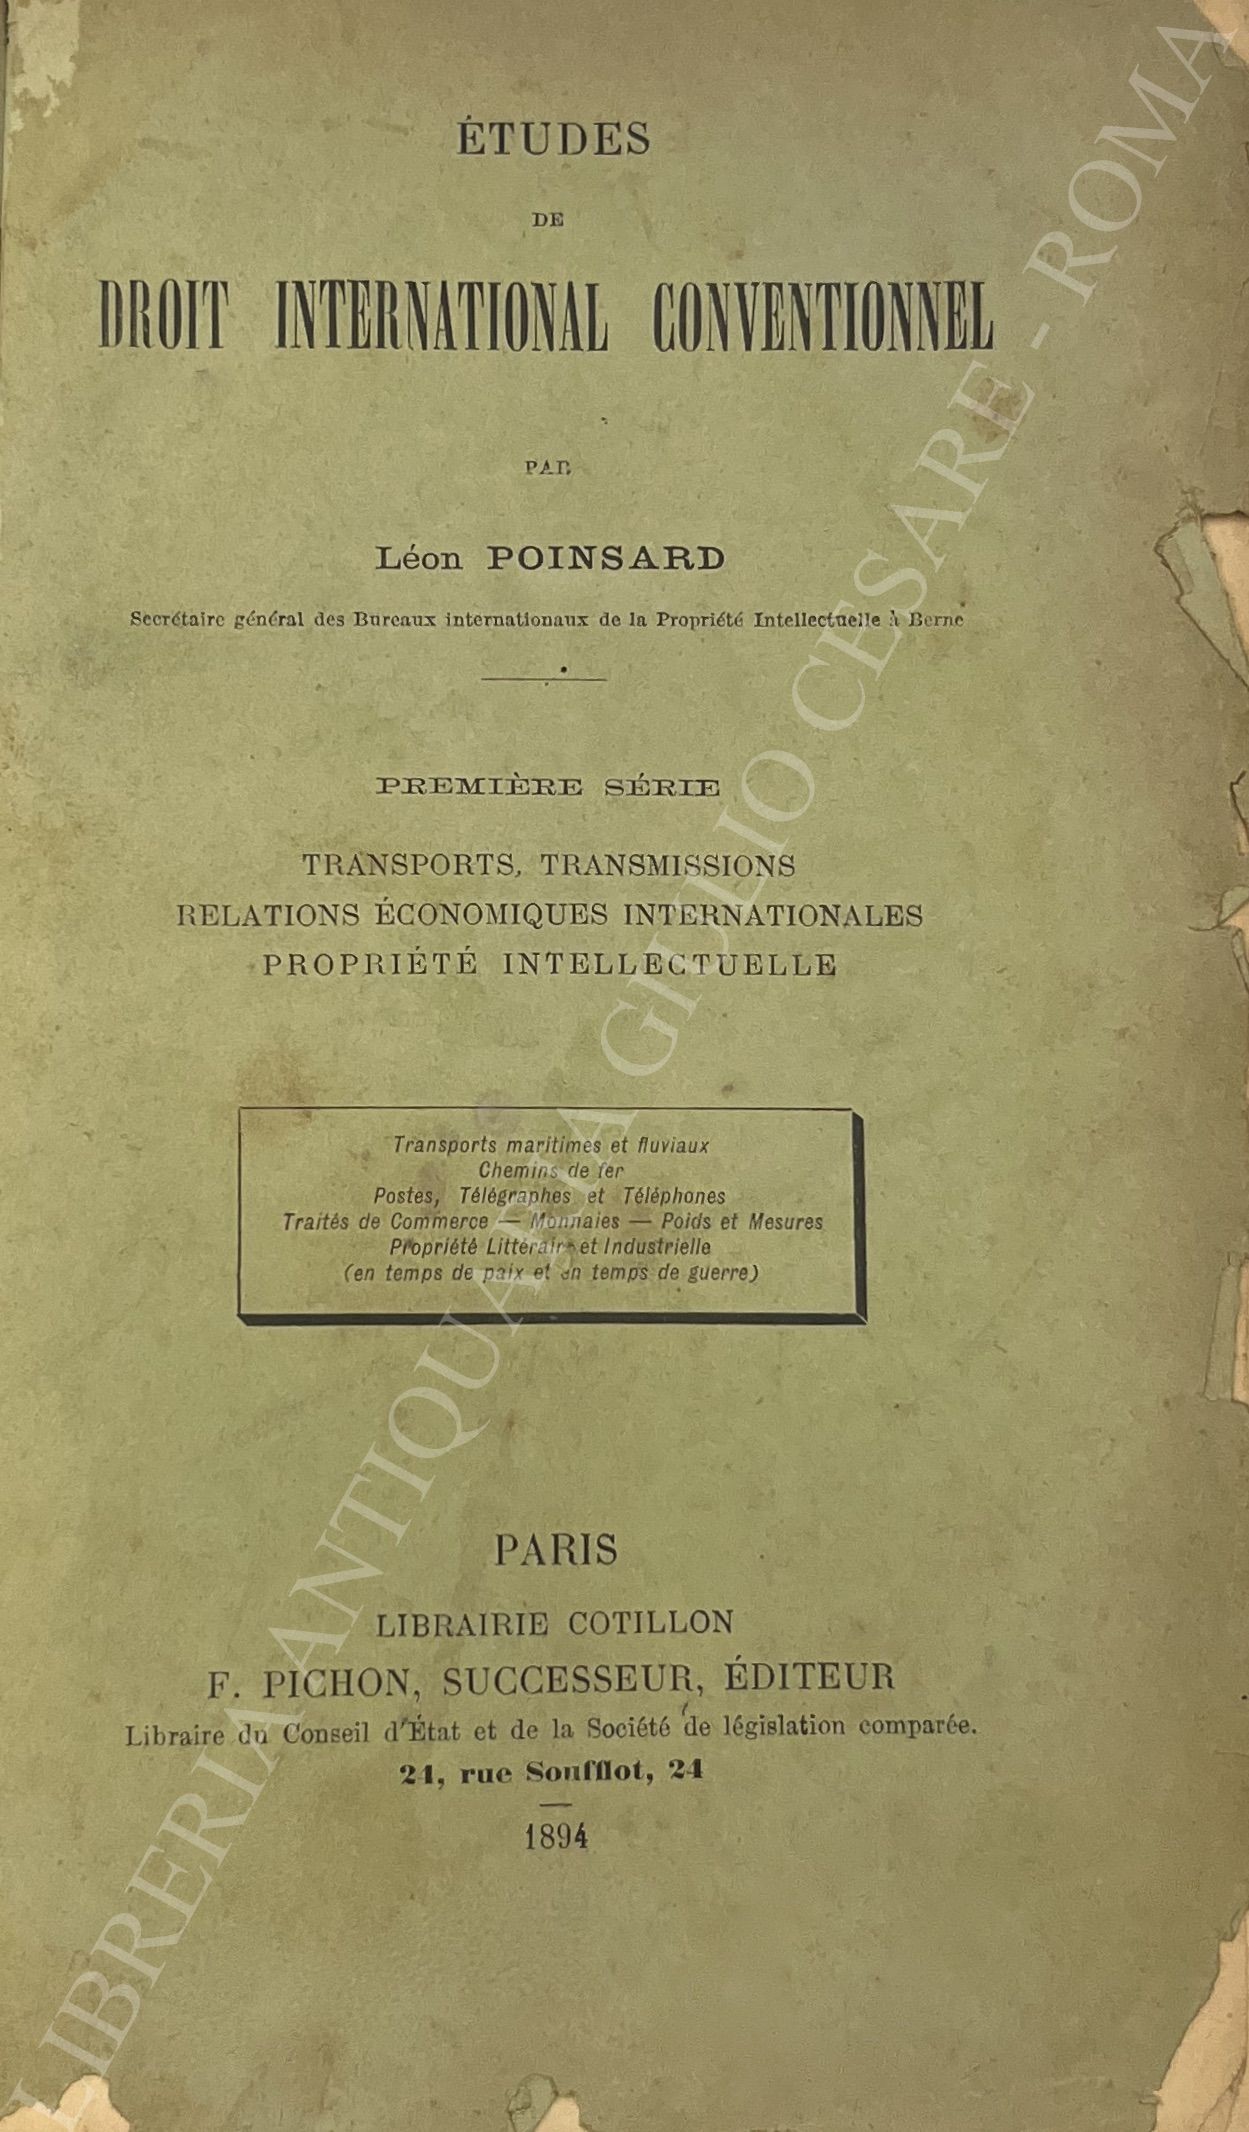 ÉTUDES
DE
DROIT INTERNATIONAL CONVENTIONNEL
PAR
Léon POINSARD
Secrétaire général des Bureaux internationaux de la Propriété Intellectuelle à Berne
PREMIÈRE SÉRIE
TRANSPORTS, TRANSMISSIONS
RELATIONS ÉCONOMIQUES INTERNATIONALES
PROPRIÉTÉ INTELLECTUELLE
Transports maritimes et fluviaux
Chemins de fer
Postes, Télégraphes et Téléphones
Traités de Commerce — Monnaies — Poids et Mesures
Propriété Littéraire et Industrielle
(en temps de paix et en temps de guerre)
PARIS
LIBRAIRIE COTILLON
F. PICHON, SUCCESSEUR, ÉDITEUR
Libraire du Conseil d'État et de la Société de législation comparée.
24, rue Soufflot, 24
1894
LIBRERIA ANTIQUARIA GIULIO CESARE - ROMA